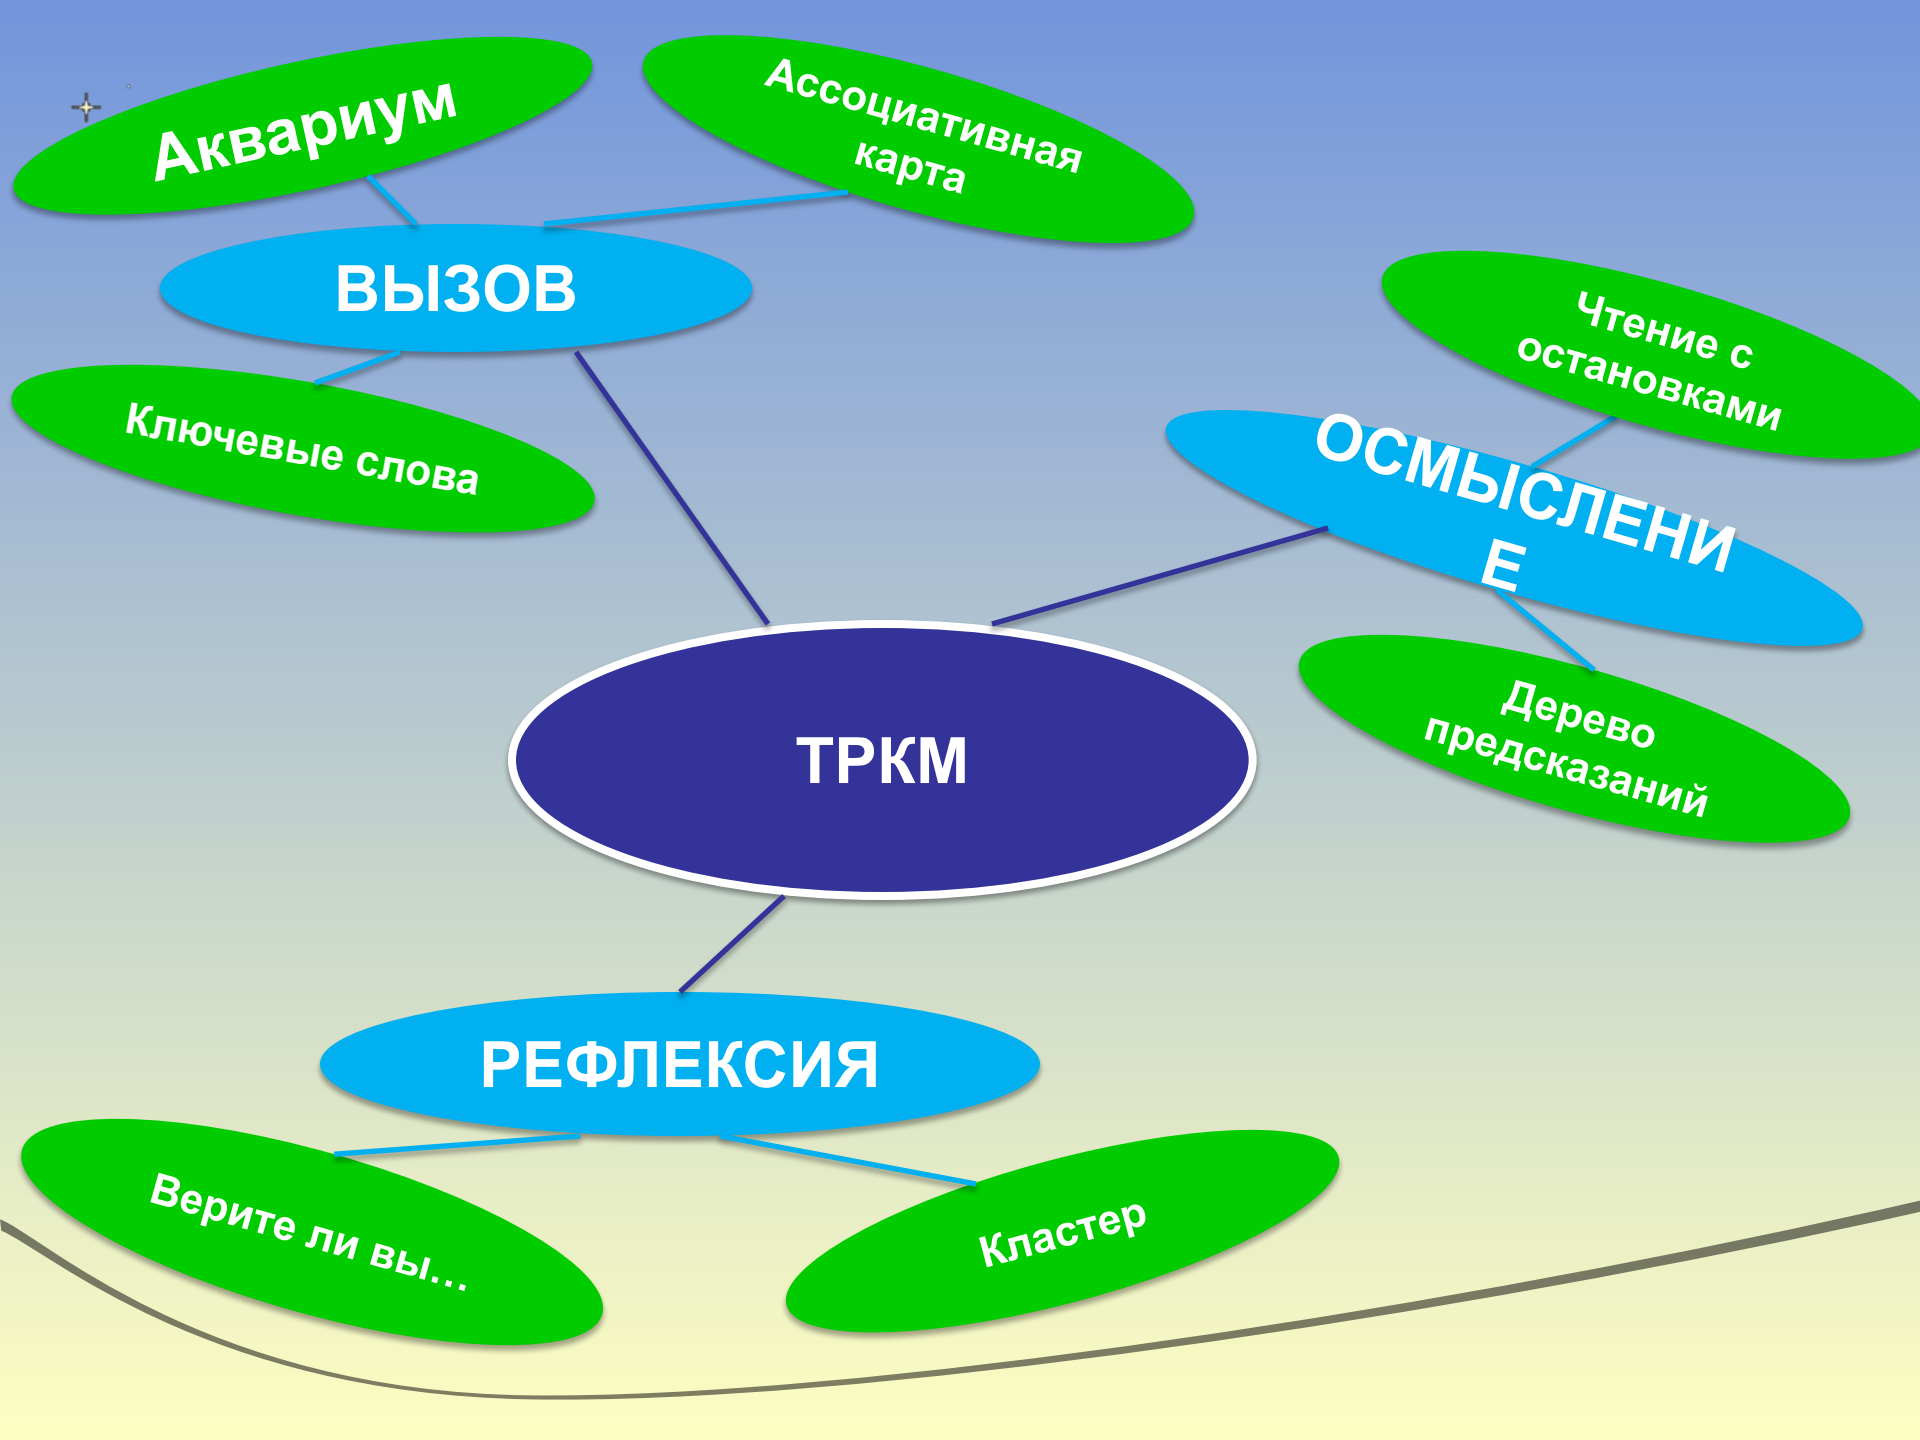 Аквариум
Ассоциативная
карта
ВЫЗОВ
Ключевые слова
Чтение с
остановками
ОСМЫСЛЕНИ
Е
Дерево
предсказаний
ТРКМ
РЕФЛЕКСИЯ
Верите ли вы...
Кластер